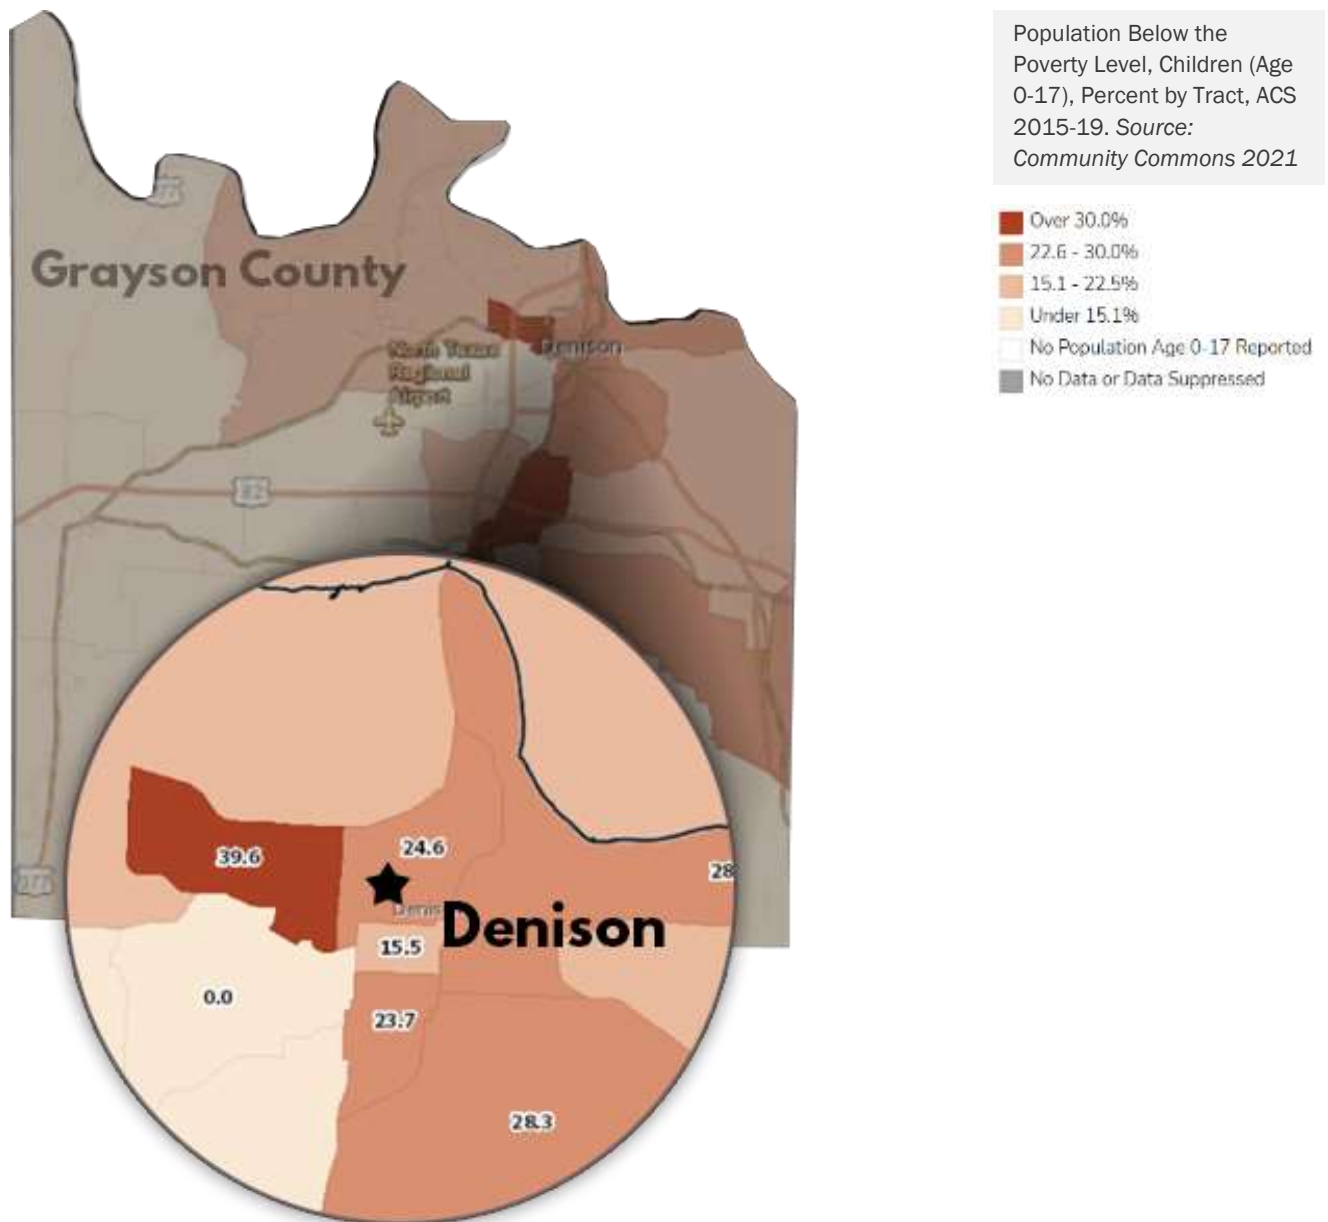 Population Below the
Poverty Level, Children (Age
0-17), Percent by Tract, ACS
2015-19. Source:
Community Commons 2021
Over 30.0%
22.6 - 30.0%
15.1 - 22.5%
Under 15.1%
No Population Age 0-17 Reported
No Data or Data Suppressed
377
Grayson County
Denison
North Texas
Regional
Airport
82
377
39.6
24.6
28
Denis
Denison
15.5
0.0
23.7
28.3